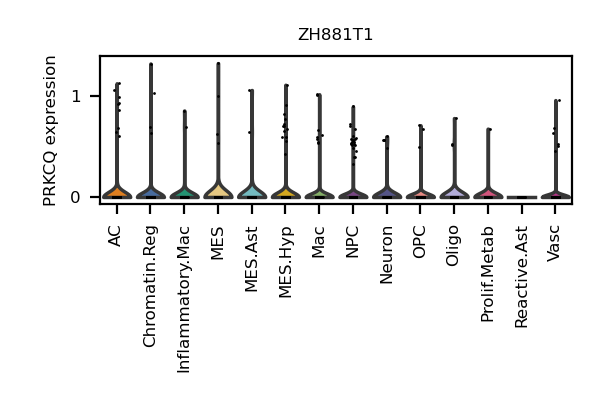 ZH881T1
PRKCQ expression
1
0
AC
Chromatin.Reg
Inflammatory.Mac
MES
MES.Ast
MES.Hyp
Mac
NPC
Neuron
OPC
Oligo
Prolif.Metab
Reactive.Ast
Vasc